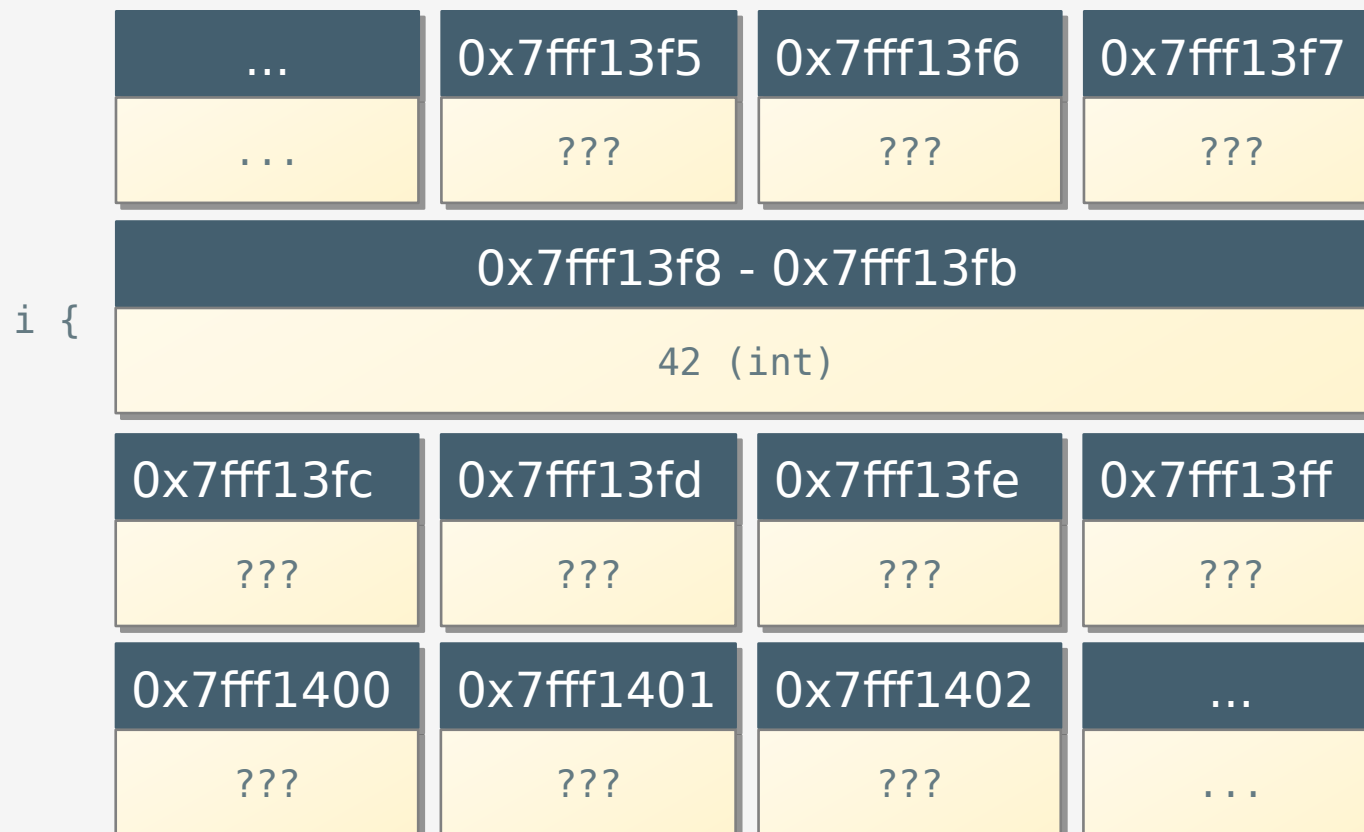 ... 0x7fff13f5 0x7fff13f6 0x7fff13f7
... ??? ??? ???
0x7fff13f8 - 0x7fff13fb
i {
42 (int)
0x7fff13fc 0x7fff13fd 0x7fff13fe 0x7fff13ff
??? ??? ??? ???
0x7fff1400 0x7fff1401 0x7fff1402 ...
??? ??? ??? ...